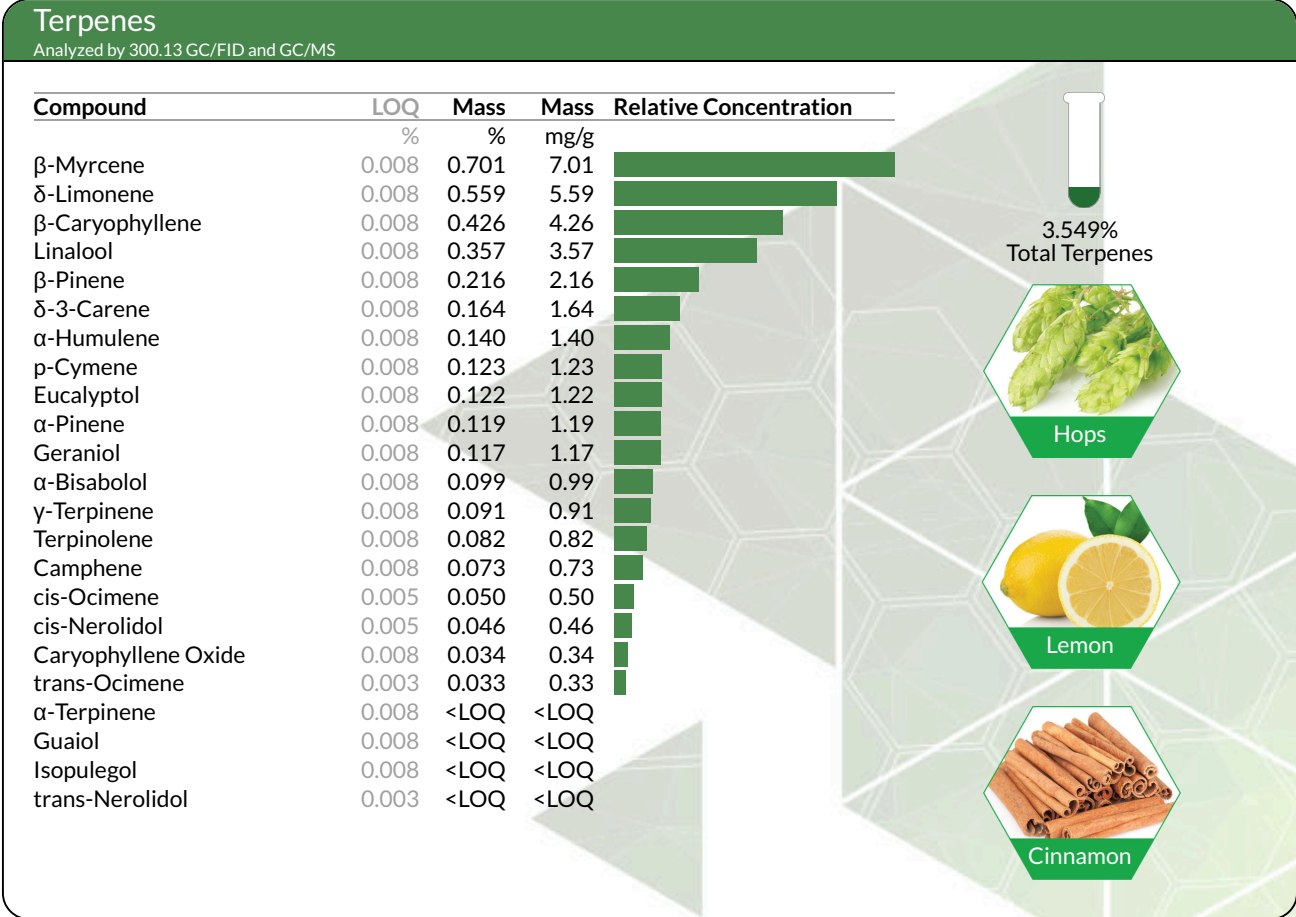 Terpenes
Analyzed by 300.13 GC/FID and GC/MS
Compound LOQ Mass Mass Relative Concentration
% % mg/g
β-Myrcene 0.008 0.701 7.01
δ-Limonene 0.008 0.559 5.59
β-Caryophyllene 0.008 0.426 4.26
Linalool 0.008 0.357 3.57
β-Pinene 0.008 0.216 2.16
δ-3-Carene 0.008 0.164 1.64
α-Humulene 0.008 0.140 1.40
p-Cymene 0.008 0.123 1.23
Eucalyptol 0.008 0.122 1.22
α-Pinene 0.008 0.119 1.19
Geraniol 0.008 0.117 1.17
α-Bisabolol 0.008 0.099 0.99
γ-Terpinene 0.008 0.091 0.91
Terpinolene 0.008 0.082 0.82
Camphene 0.008 0.073 0.73
cis-Ocimene 0.005 0.050 0.50
cis-Nerolidol 0.005 0.046 0.46
Caryophyllene Oxide 0.008 0.034 0.34
trans-Ocimene 0.003 0.033 0.33
α-Terpinene 0.008 <LOQ <LOQ
Guaiol 0.008 <LOQ <LOQ
Isopulegol 0.008 <LOQ <LOQ
trans-Nerolidol 0.003 <LOQ <LOQ
3.549%
Total Terpenes
Hops
Lemon
Cinnamon